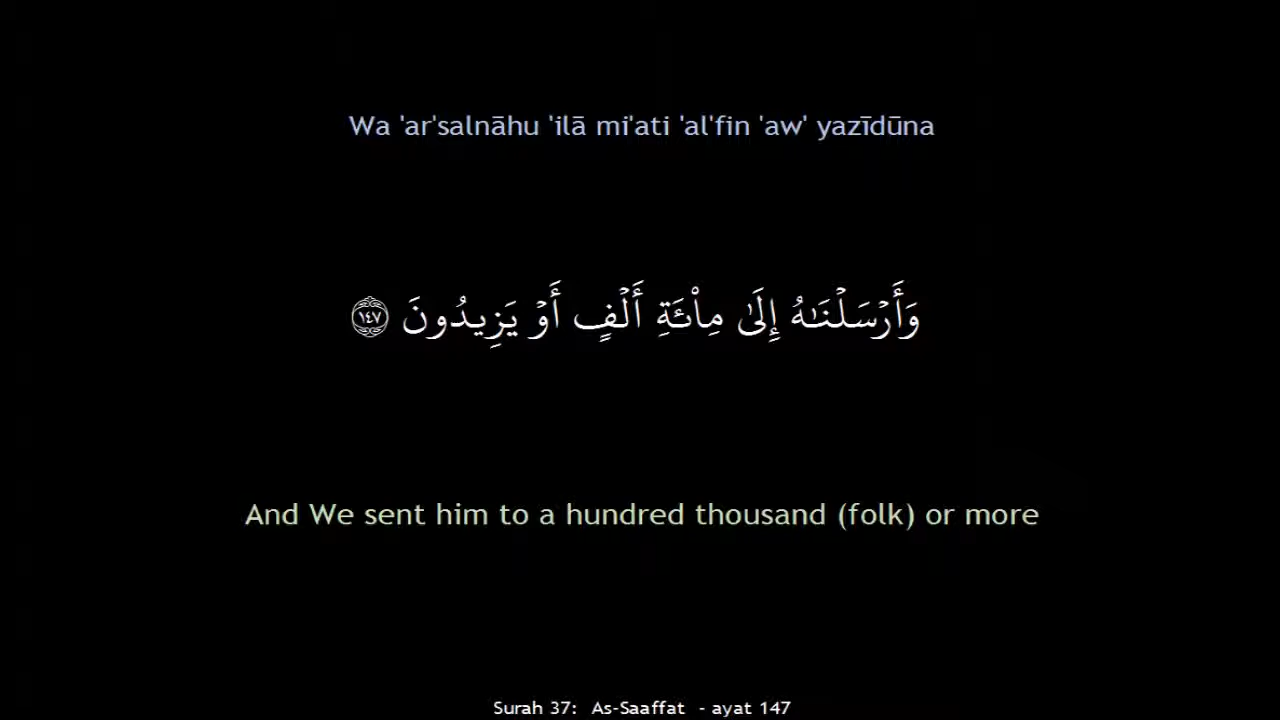 Wa 'ar'salnāhu 'ilā mi'ati 'al'fin 'aw' yazīdūna
وَأَرْسَلْنَـٰهُ إِلَىٰ مِا۟ئَةِ أَلْفٍ أَوْ يَزِيدُونَ ﴿١٤٧﴾
And We sent him to a hundred thousand (folk) or more
Surah 37: As-Saaffat - ayat 147